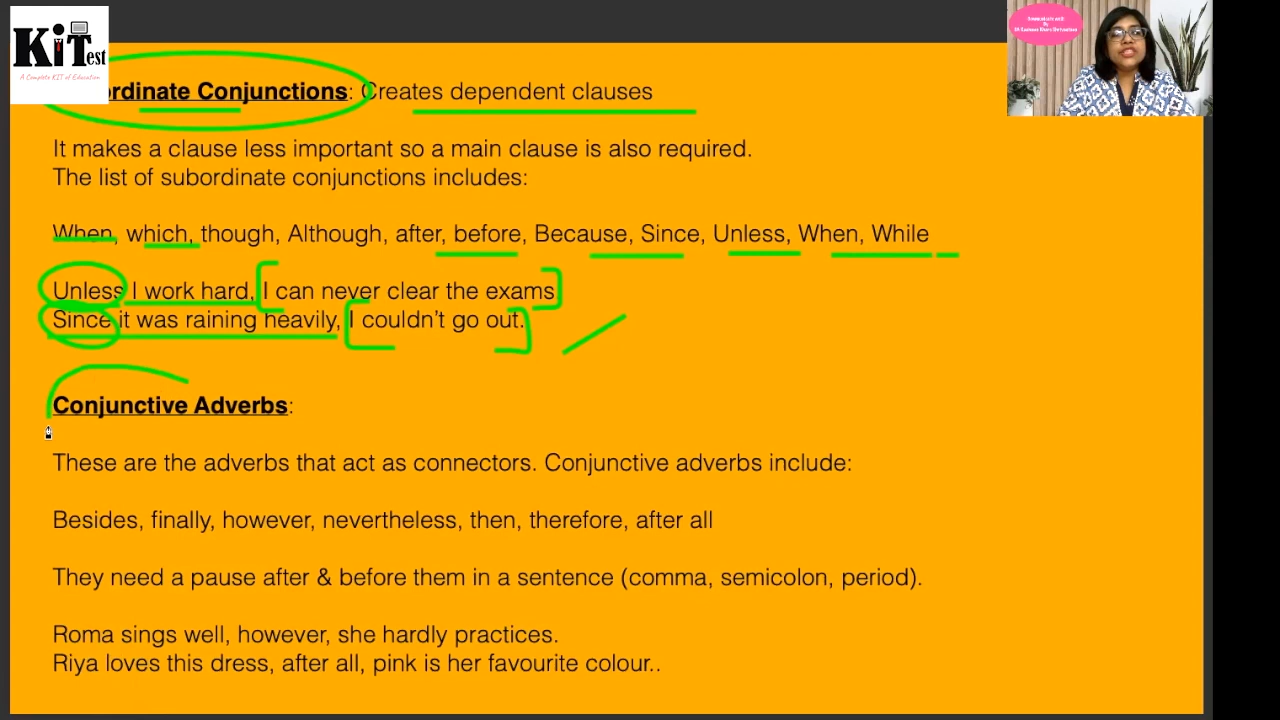 KiTest
A Complete KIT of Education
ordinate Conjunctions: Creates dependent clauses
It makes a clause less important so a main clause is also required.
The list of subordinate conjunctions includes:
When, which, though, Although, after, before, Because, Since, Unless, When, While
Unless I work hard, I can never clear the exams
Since it was raining heavily, I couldn't go out.
Conjunctive Adverbs:
These are the adverbs that act as connectors. Conjunctive adverbs include:
Besides, finally, however, nevertheless, then, therefore, after all
They need a pause after & before them in a sentence (comma, semicolon, period).
Roma sings well, however, she hardly practices.
Riya loves this dress, after all, pink is her favourite colour..